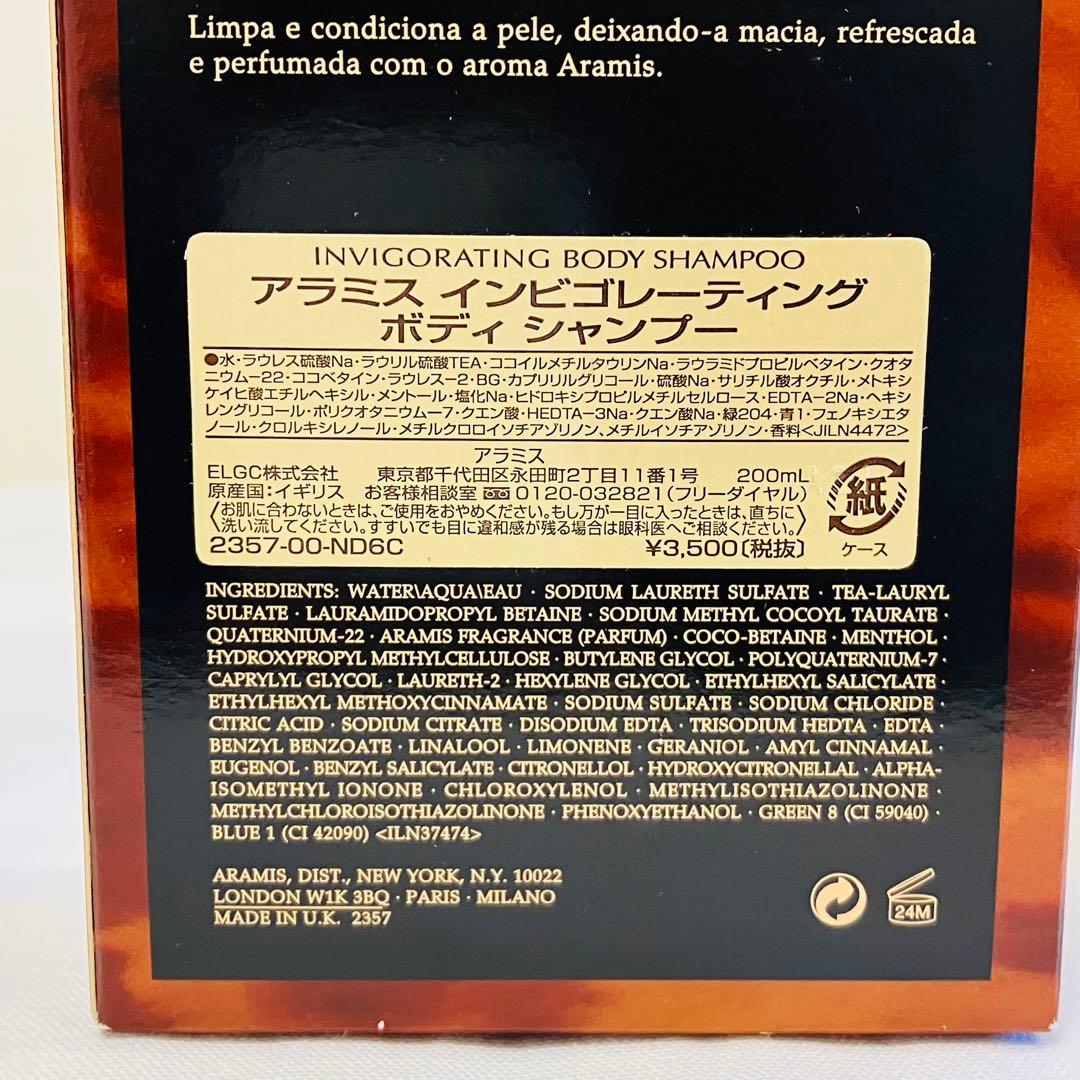 Limpa e condiciona a pele, deixando-a macia, refrescada
e perfumada com o aroma Aramis.
INVIGORATING BODY SHAMPOO
アラミス インビゴレーティング
ボディ シャンプー
●水・ラウレス硫酸Na・ラウリル硫酸TEA・ココイルメチルタウリンNa・ラウラミドプロピルベタイン・クオタ
ニウム-22・ココベタイン・ラウレス-2・BG・カプリリルグリコール・硫酸Na・サリチル酸オクチル・メトキシ
ケイヒ酸エチルヘキシル・メントール・塩化Na・ヒドロキシプロピルメチルセルロース・EDTA-2Na・ヘキシ
レングリコール・ポリクオタニウム-7・クエン酸・HEDTA-3Na・クエン酸Na・緑204・青1・フェノキシエタ
ノール・クロルキシレノール・メチルクロロイソチアゾリノン、メチルイソチアゾリノン・香料<JILN4472>
アラミス
ELGC株式会社 東京都千代田区永田町2丁目11番1号 200mL
原産国:イギリス お客様相談室 0120-032821(フリーダイヤル)
〈お肌に合わないときは、ご使用をおやめください。もし万が一目に入ったときは、直ちに
洗い流してください。すすいでも目に違和感が残る場合は眼科医へご相談ください。〉
2357-00-ND6C ¥3,500〔税抜〕
紙
ケース
INGREDIENTS: WATER\AQUA\EAU · SODIUM LAURETH SULFATE · TEA-LAURYL
SULFATE · LAURAMIDOPROPYL BETAINE · SODIUM METHYL COCOYL TAURATE ·
QUATERNIUM-22 · ARAMIS FRAGRANCE (PARFUM) · COCO-BETAINE · MENTHOL ·
HYDROXYPROPYL METHYLCELLULOSE · BUTYLENE GLYCOL · POLYQUATERNIUM-7 ·
CAPRYLYL GLYCOL · LAURETH-2 · HEXYLENE GLYCOL · ETHYLHEXYL SALICYLATE ·
ETHYLHEXYL METHOXYCINNAMATE · SODIUM SULFATE · SODIUM CHLORIDE ·
CITRIC ACID · SODIUM CITRATE · DISODIUM EDTA · TRISODIUM HEDTA · EDTA ·
BENZYL BENZOATE · LINALOOL · LIMONENE · GERANIOL · AMYL CINNAMAL ·
EUGENOL · BENZYL SALICYLATE · CITRONELLOL · HYDROXYCITRONELLAL · ALPHA-
ISOMETHYL IONONE · CHLOROXYLENOL · METHYLISOTHIAZOLINONE ·
METHYLCHLOROISOTHIAZOLINONE · PHENOXYETHANOL · GREEN 8 (CI 59040) ·
BLUE 1 (CI 42090) <ILN37474>
ARAMIS, DIST., NEW YORK, N.Y. 10022
LONDON W1K 3BQ · PARIS · MILANO
MADE IN U.K. 2357
24M